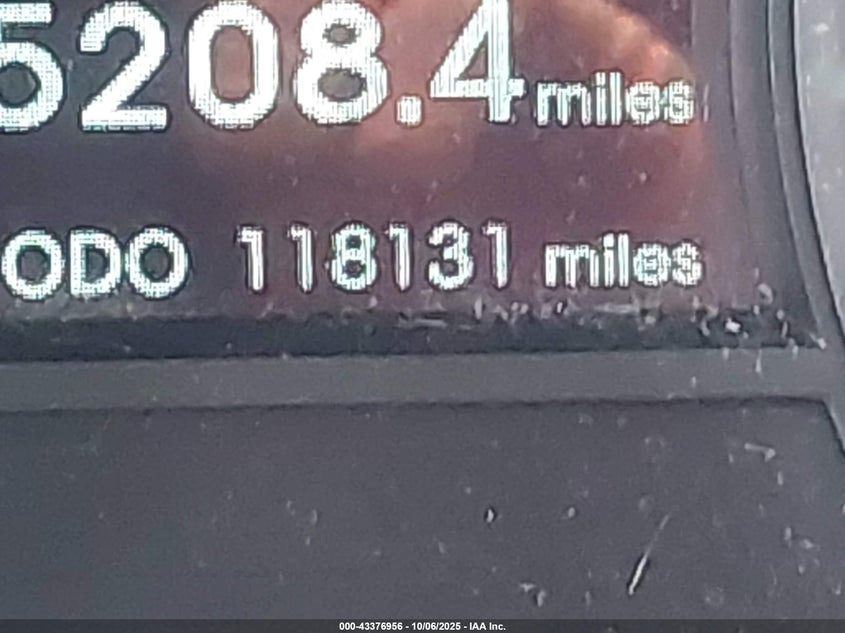 5208.4 miles
ODO 118131 miles
000-43376956 - 10/06/2025 - IAA Inc.